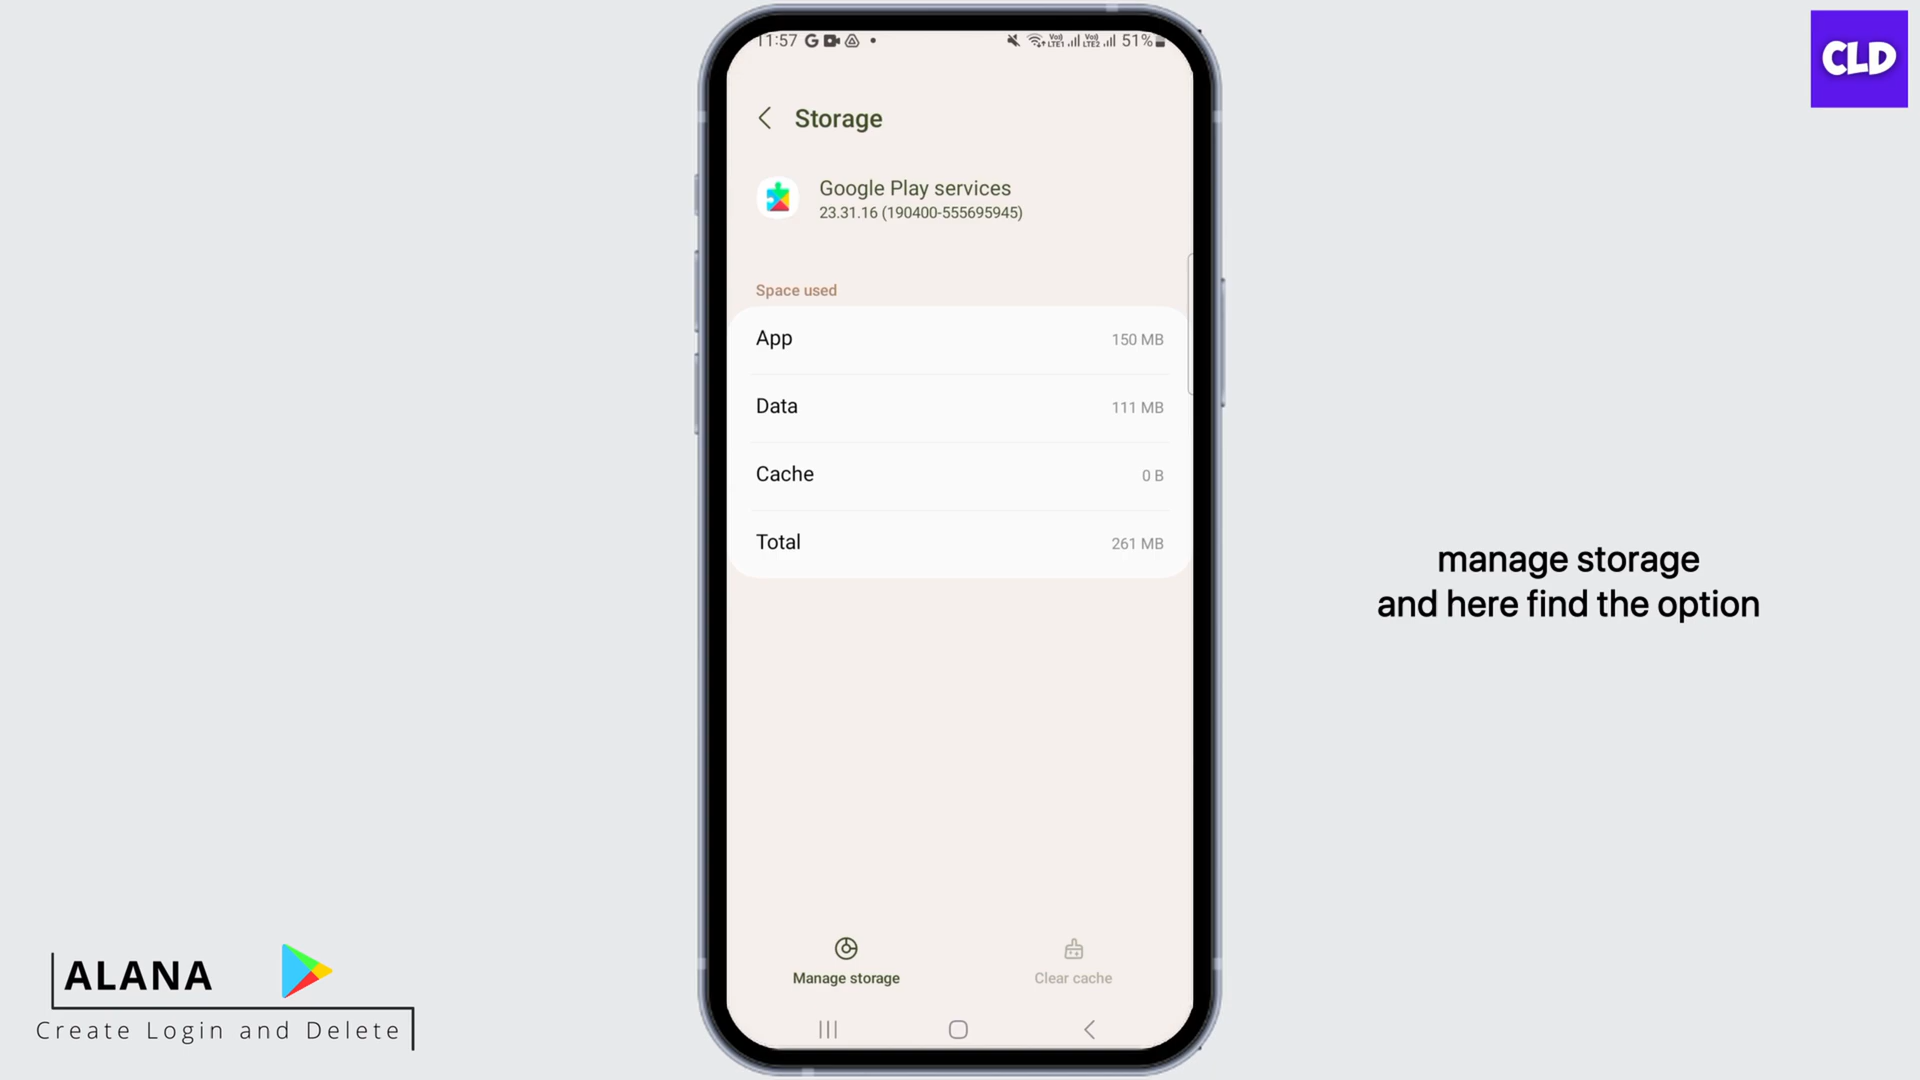 11:57 51%
CLD
Storage
Google Play services
23.31.16 (190400-555695945)
Space used
App 150 MB
Data 111 MB
Cache 0 B
Total 261 MB
manage storage
and here find the option
Manage storage Clear cache
ALANA
Create Login and Delete